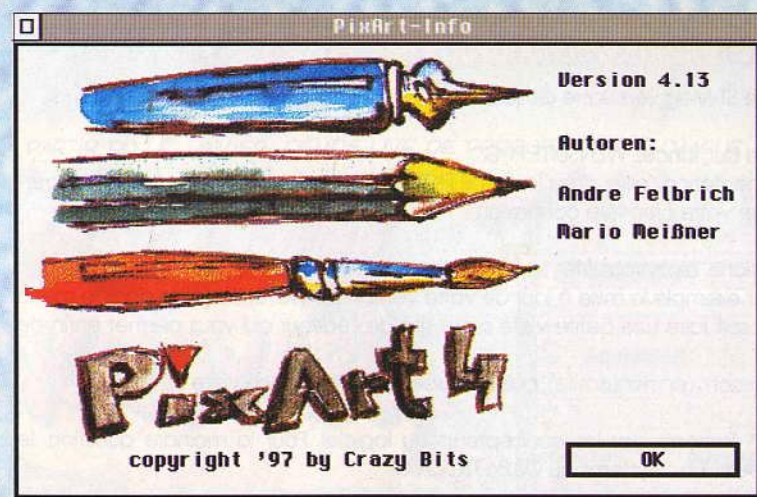 PixArt-Info
Version 4.13
Autoren:
Andre Felbrich
Mario Meißner
PixArt 4
copyright '97 by Crazy Bits
OK